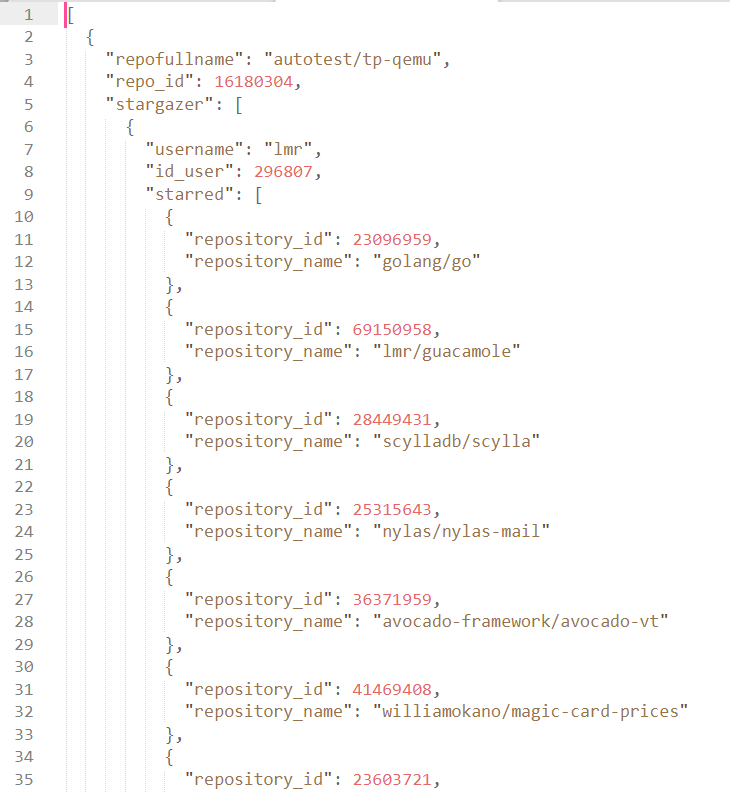 1 [
2 {
3 "repofullname": "autotest/tp-qemu",
4 "repo_id": 16180304,
5 "stargazer": [
6 {
7 "username": "lmr",
8 "id_user": 296807,
9 "starred": [
10 {
11 "repository_id": 23096959,
12 "repository_name": "golang/go"
13 },
14 {
15 "repository_id": 69150958,
16 "repository_name": "lmr/guacamole"
17 },
18 {
19 "repository_id": 28449431,
20 "repository_name": "scylladb/scylla"
21 },
22 {
23 "repository_id": 25315643,
24 "repository_name": "nylas/nylas-mail"
25 },
26 {
27 "repository_id": 36371959,
28 "repository_name": "avocado-framework/avocado-vt"
29 },
30 {
31 "repository_id": 41469408,
32 "repository_name": "williamokano/magic-card-prices"
33 },
34 {
35 "repository_id": 23603721,